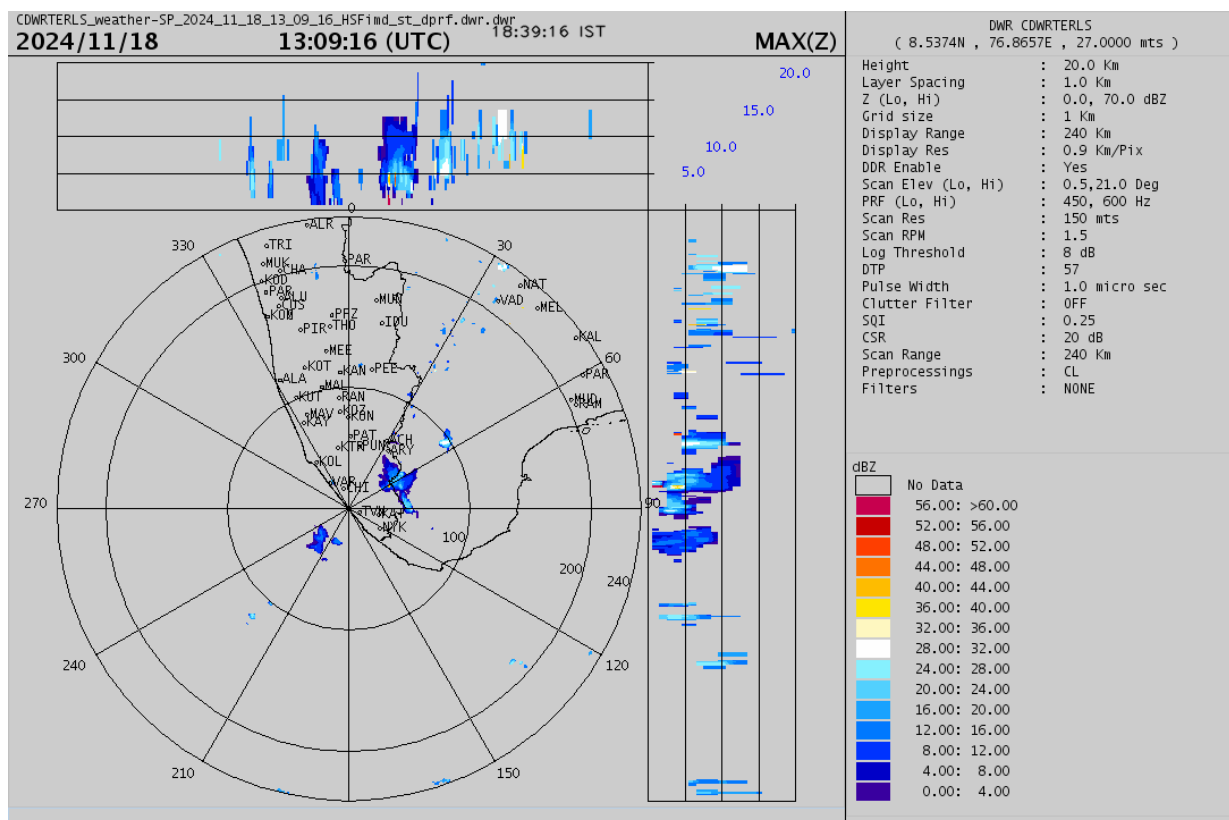 CDWRTERLS_weather-SP_2024_11_18_13_09_16_HSFimd_st_dprf.dwr.dwr
2024/11/18 13:09:16 (UTC) 18:39:16 IST MAX(Z)
20.0
15.0
10.0
5.0
0
330
30
300
60
270
90
240
120
210
150
100
200
240
ALR
TRI
PAR
MUK
CHA
KOD
PAR
ALU
COS
KOM
MUN
NAT
VAD
MEL
PFZ
PIR
THO
IDU
KAL
MEE
KOT
KAN
PEE
PAR
ALA
MAL
KUT
RAN
MUD
RAM
MAV
KOZ
KON
KAY
PAT
ACH
KTR
PUN
ARY
KOL
VAR
CHI
TVM
KAT
NYK
DWR CDWRTERLS
( 8.5374N , 76.8657E , 27.0000 mts )
Height : 20.0 Km
Layer Spacing : 1.0 Km
Z (Lo, Hi) : 0.0, 70.0 dBZ
Grid size : 1 Km
Display Range : 240 Km
Display Res : 0.9 Km/Pix
DDR Enable : Yes
Scan Elev (Lo, Hi) : 0.5,21.0 Deg
PRF (Lo, Hi) : 450, 600 Hz
Scan Res : 150 mts
Scan RPM : 1.5
Log Threshold : 8 dB
DTP : 57
Pulse Width : 1.0 micro sec
Clutter Filter : OFF
SQI : 0.25
CSR : 20 dB
Scan Range : 240 Km
Preprocessings : CL
Filters : NONE
dBZ
No Data
56.00: >60.00
52.00: 56.00
48.00: 52.00
44.00: 48.00
40.00: 44.00
36.00: 40.00
32.00: 36.00
28.00: 32.00
24.00: 28.00
20.00: 24.00
16.00: 20.00
12.00: 16.00
8.00: 12.00
4.00: 8.00
0.00: 4.00